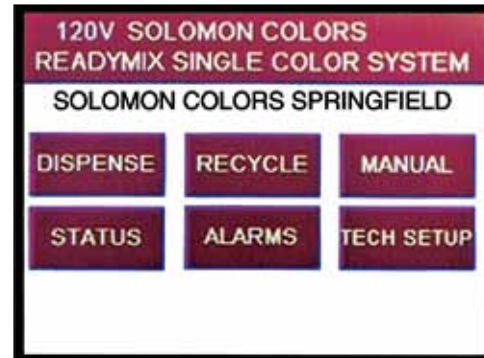 120V SOLOMON COLORS
READYMIX SINGLE COLOR SYSTEM
SOLOMON COLORS SPRINGFIELD
DISPENSE RECYCLE MANUAL
STATUS ALARMS TECH SETUP